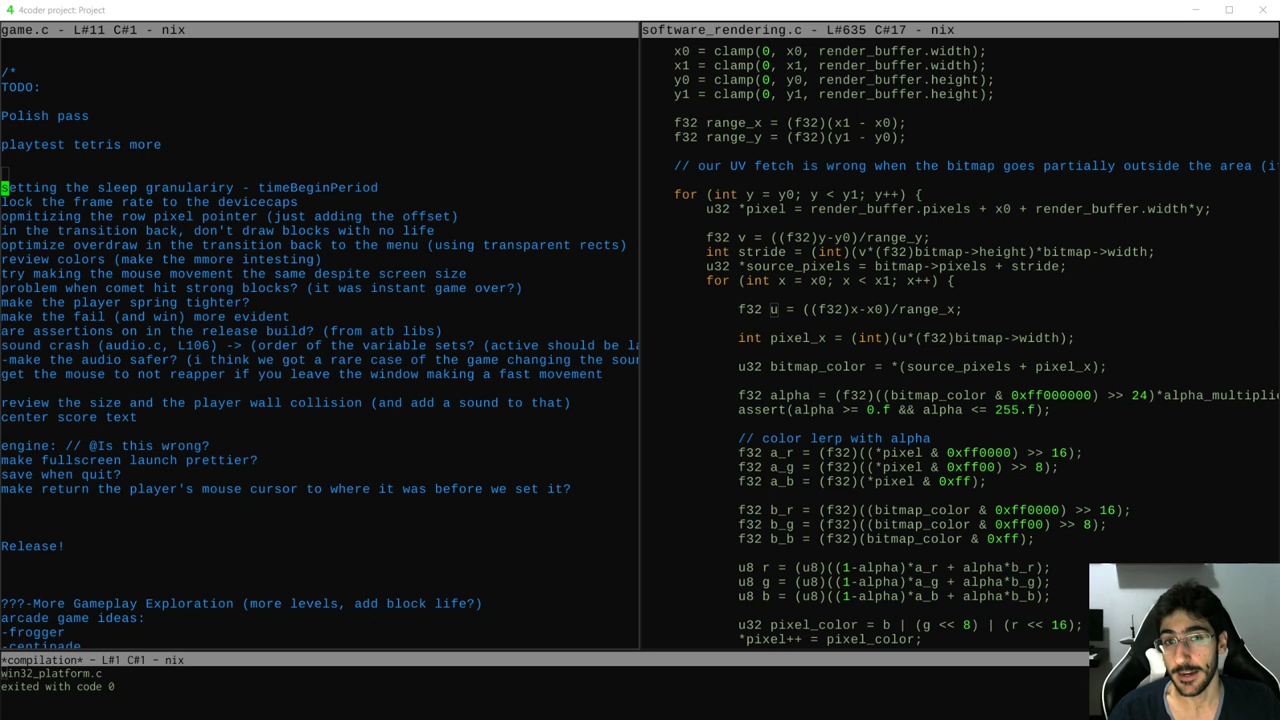 4coder project: Project
game.c - L#11 C#1 - nix
/*
TODO:
Polish pass
playtest tetris more
setting the sleep granulariry - timeBeginPeriod
lock the frame rate to the devicecaps
opmitizing the row pixel pointer (just adding the offset)
in the transition back, don't draw blocks with no life
optimize overdraw in the transition back to the menu (using transparent rects)
review colors (make the mmore intesting)
try making the mouse movement the same despite screen size
problem when comet hit strong blocks? (it was instant game over?)
make the player spring tighter?
make the fail (and win) more evident
are assertions on in the release build? (from atb libs)
sound crash (audio.c, L106) -> (order of the variable sets? (active should be la
-make the audio safer? (i think we got a rare case of the game changing the soun
get the mouse to not reapper if you leave the window making a fast movement
review the size and the player wall collision (and add a sound to that)
center score text
engine: // @Is this wrong?
make fullscreen launch prettier?
save when quit?
make return the player's mouse cursor to where it was before we set it?
Release!
???-More Gameplay Exploration (more levels, add block life?)
arcade game ideas:
-frogger
-centipade
software_rendering.c - L#635 C#17 - nix
x0 = clamp(0, x0, render_buffer.width);
x1 = clamp(0, x1, render_buffer.width);
y0 = clamp(0, y0, render_buffer.height);
y1 = clamp(0, y1, render_buffer.height);
f32 range_x = (f32)(x1 - x0);
f32 range_y = (f32)(y1 - y0);
// our UV fetch is wrong when the bitmap goes partially outside the area (i
for (int y = y0; y < y1; y++) {
u32 *pixel = render_buffer.pixels + x0 + render_buffer.width*y;
f32 v = ((f32)y-y0)/range_y;
int stride = (int)(v*(f32)bitmap->height)*bitmap->width;
u32 *source_pixels = bitmap->pixels + stride;
for (int x = x0; x < x1; x++) {
f32 u = ((f32)x-x0)/range_x;
int pixel_x = (int)(u*(f32)bitmap->width);
u32 bitmap_color = *(source_pixels + pixel_x);
f32 alpha = (f32)((bitmap_color & 0xff000000) >> 24)*alpha_multiplie
assert(alpha >= 0.f && alpha <= 255.f);
// color lerp with alpha
f32 a_r = (f32)((*pixel & 0xff0000) >> 16);
f32 a_g = (f32)((*pixel & 0xff00) >> 8);
f32 a_b = (f32)(*pixel & 0xff);
f32 b_r = (f32)((bitmap_color & 0xff0000) >> 16);
f32 b_g = (f32)((bitmap_color & 0xff00) >> 8);
f32 b_b = (f32)(bitmap_color & 0xff);
u8 r = (u8)((1-alpha)*a_r + alpha*b_r);
u8 g = (u8)((1-alpha)*a_g + alpha*b_g);
u8 b = (u8)((1-alpha)*a_b + alpha*b_b);
u32 pixel_color = b | (g << 8) | (r << 16);
*pixel++ = pixel_color;
*compilation* - L#1 C#1 - nix
win32_platform.c
exited with code 0